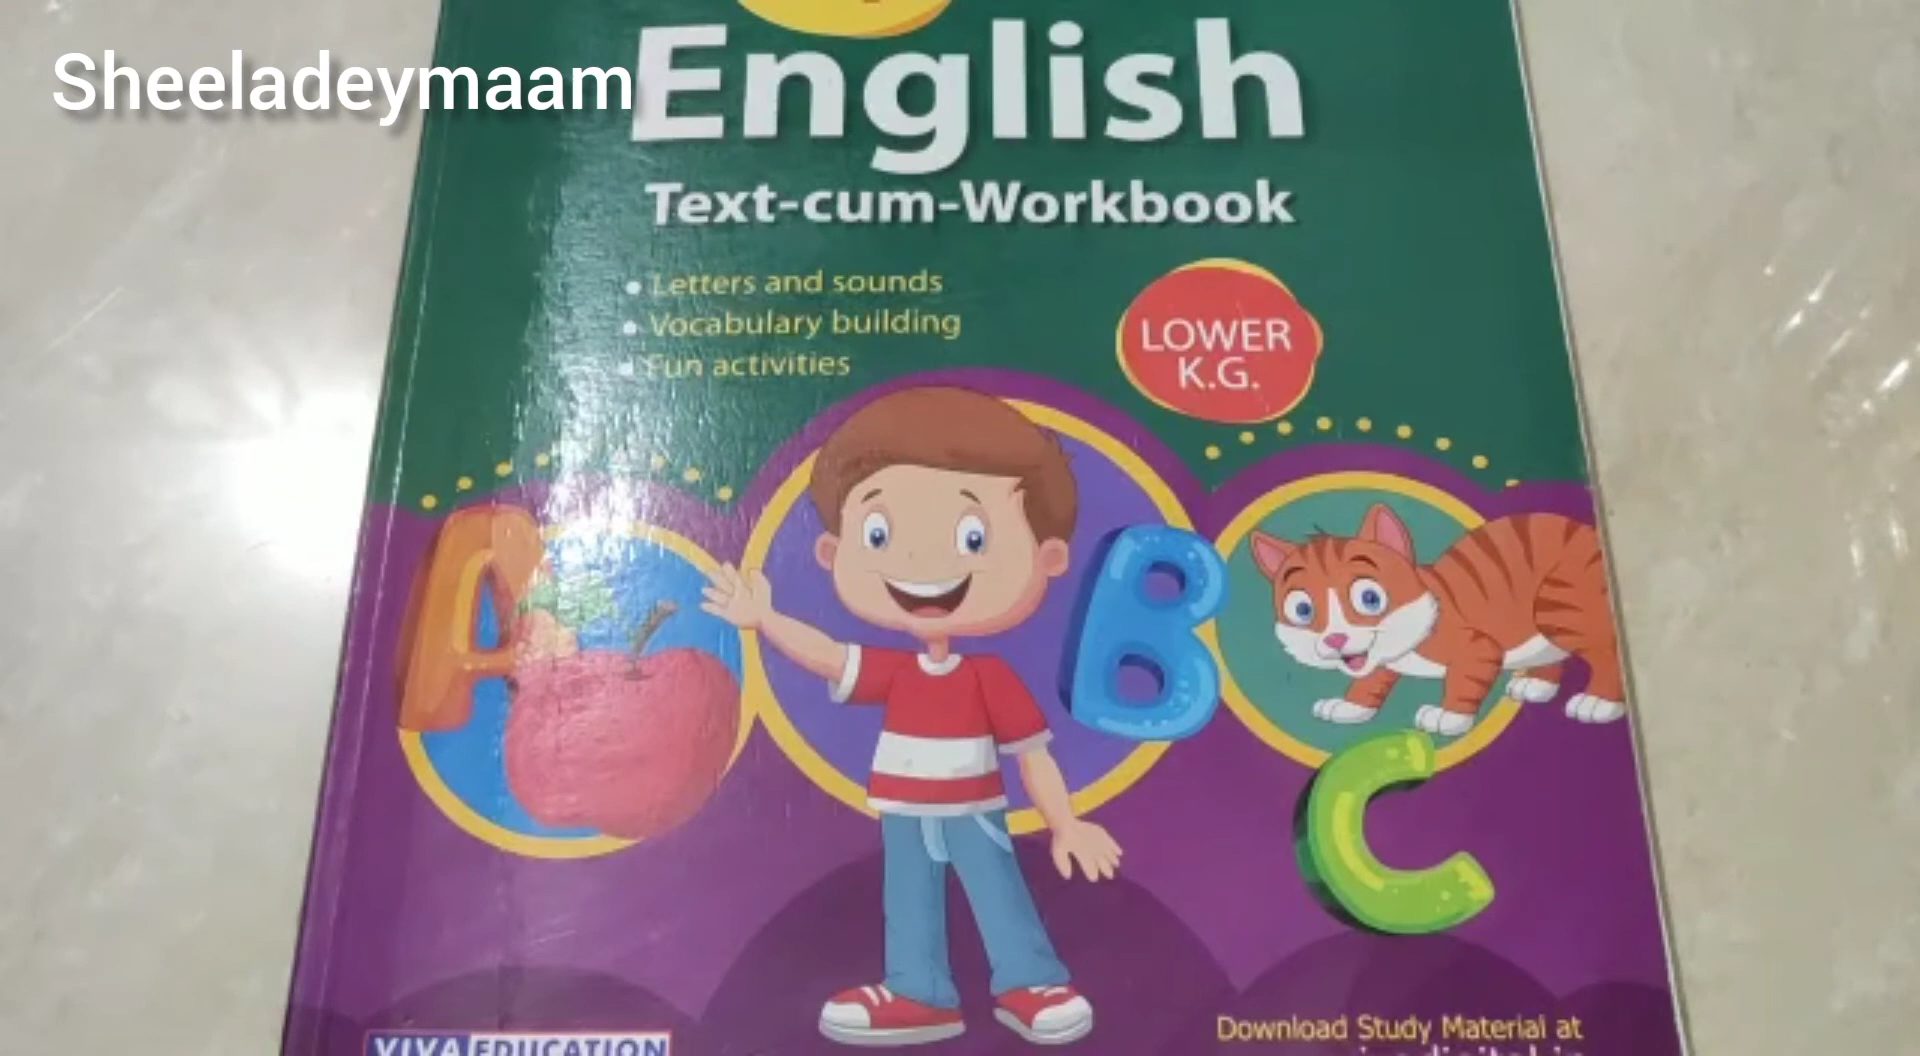 Sheeladeymaam
English
Text-cum-Workbook
• Letters and sounds
• Vocabulary building
• Fun activities
LOWER
K.G.
A
B
C
Download Study Material at
VIVA EDUCATION